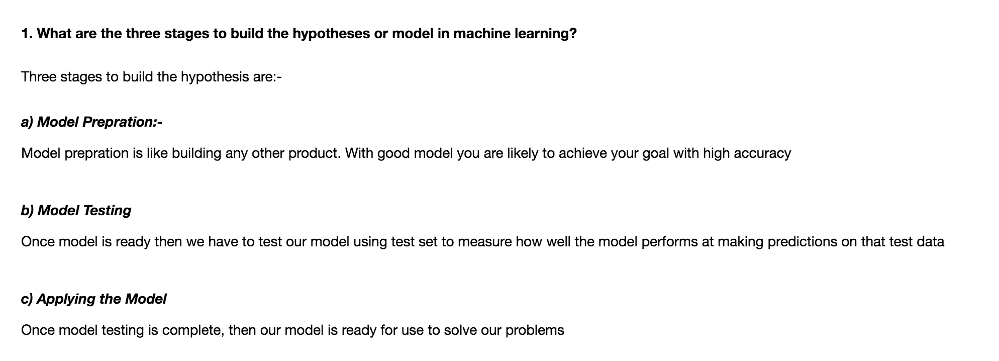 1. What are the three stages to build the hypotheses or model in machine learning?
Three stages to build the hypothesis are:-
a) Model Prepration:-
Model prepration is like building any other product. With good model you are likely to achieve your goal with high accuracy
b) Model Testing
Once model is ready then we have to test our model using test set to measure how well the model performs at making predictions on that test data
c) Applying the Model
Once model testing is complete, then our model is ready for use to solve our problems